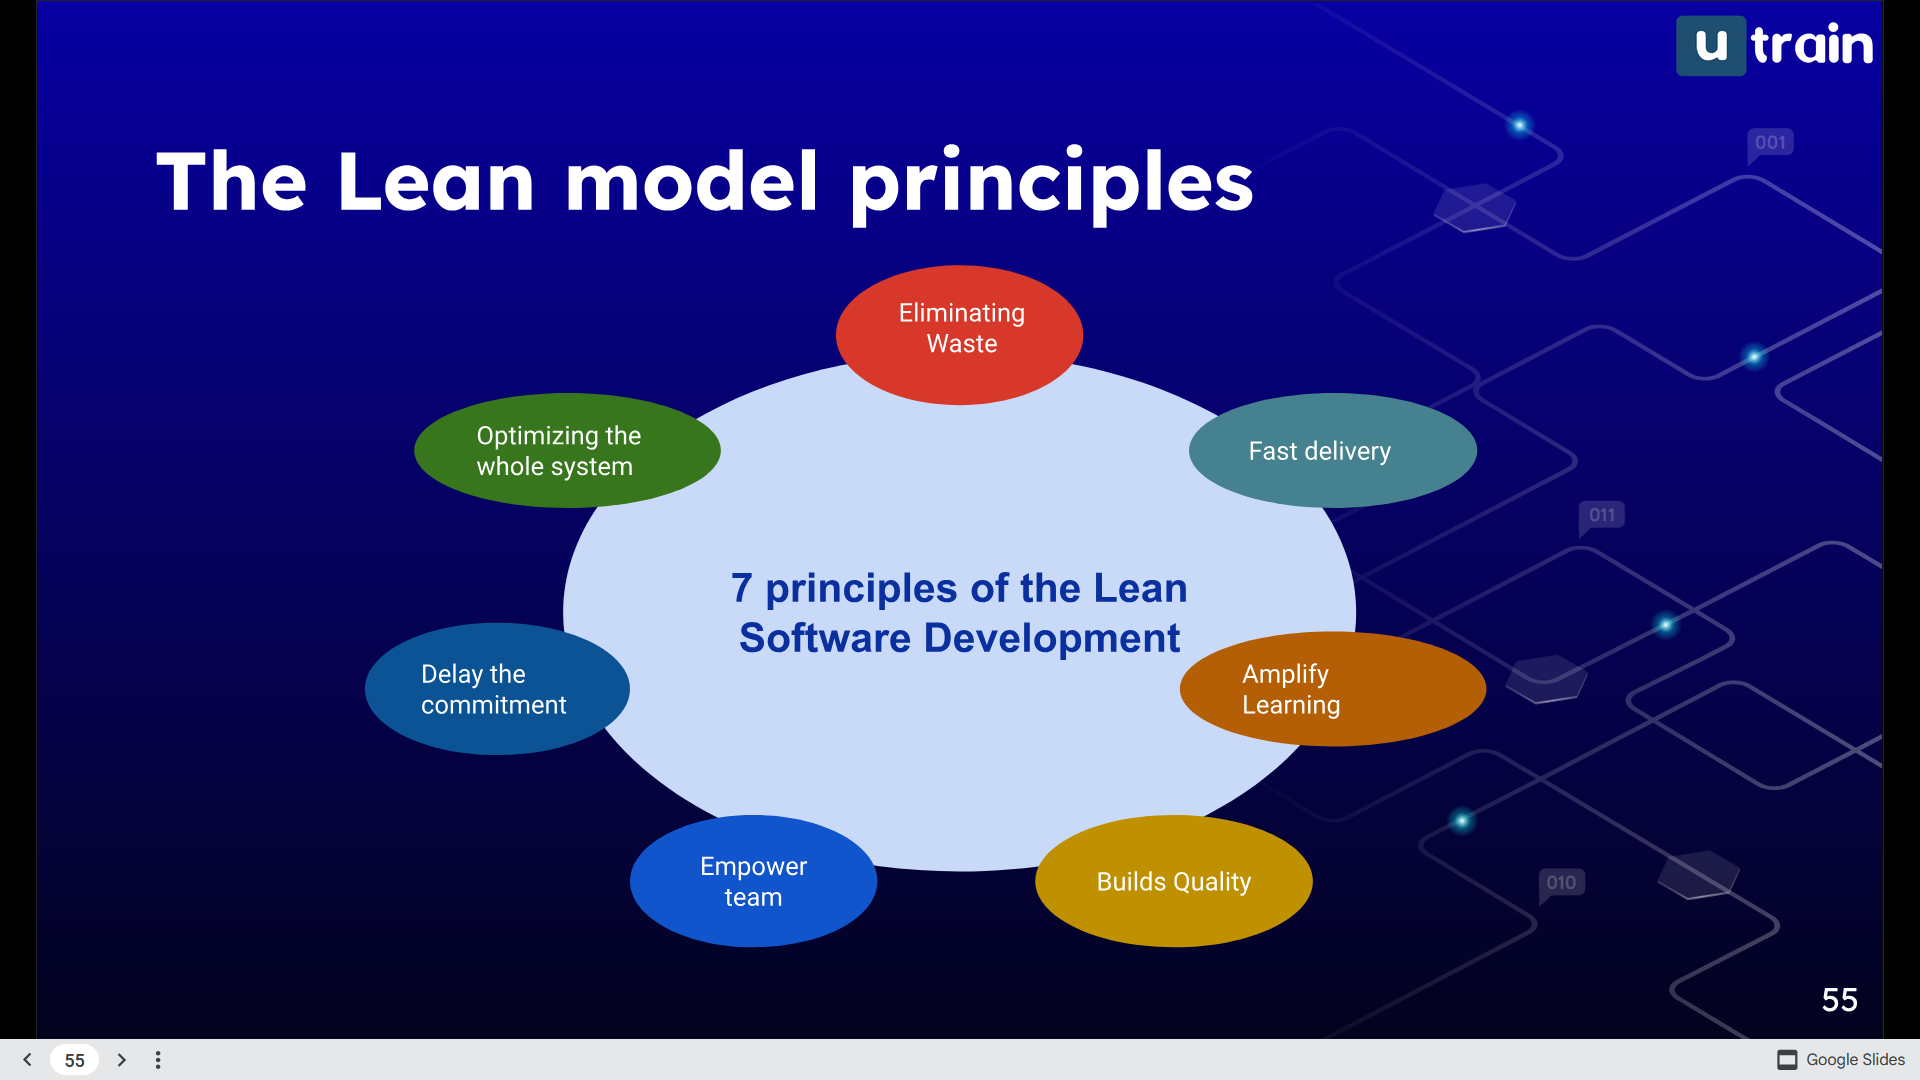 u train
001
The Lean model principles
Eliminating
Waste
Optimizing the
whole system
Fast delivery
011
7 principles of the Lean
Software Development
Delay the
commitment
Amplify
Learning
Empower
team
Builds Quality
010
55
55
Google Slides